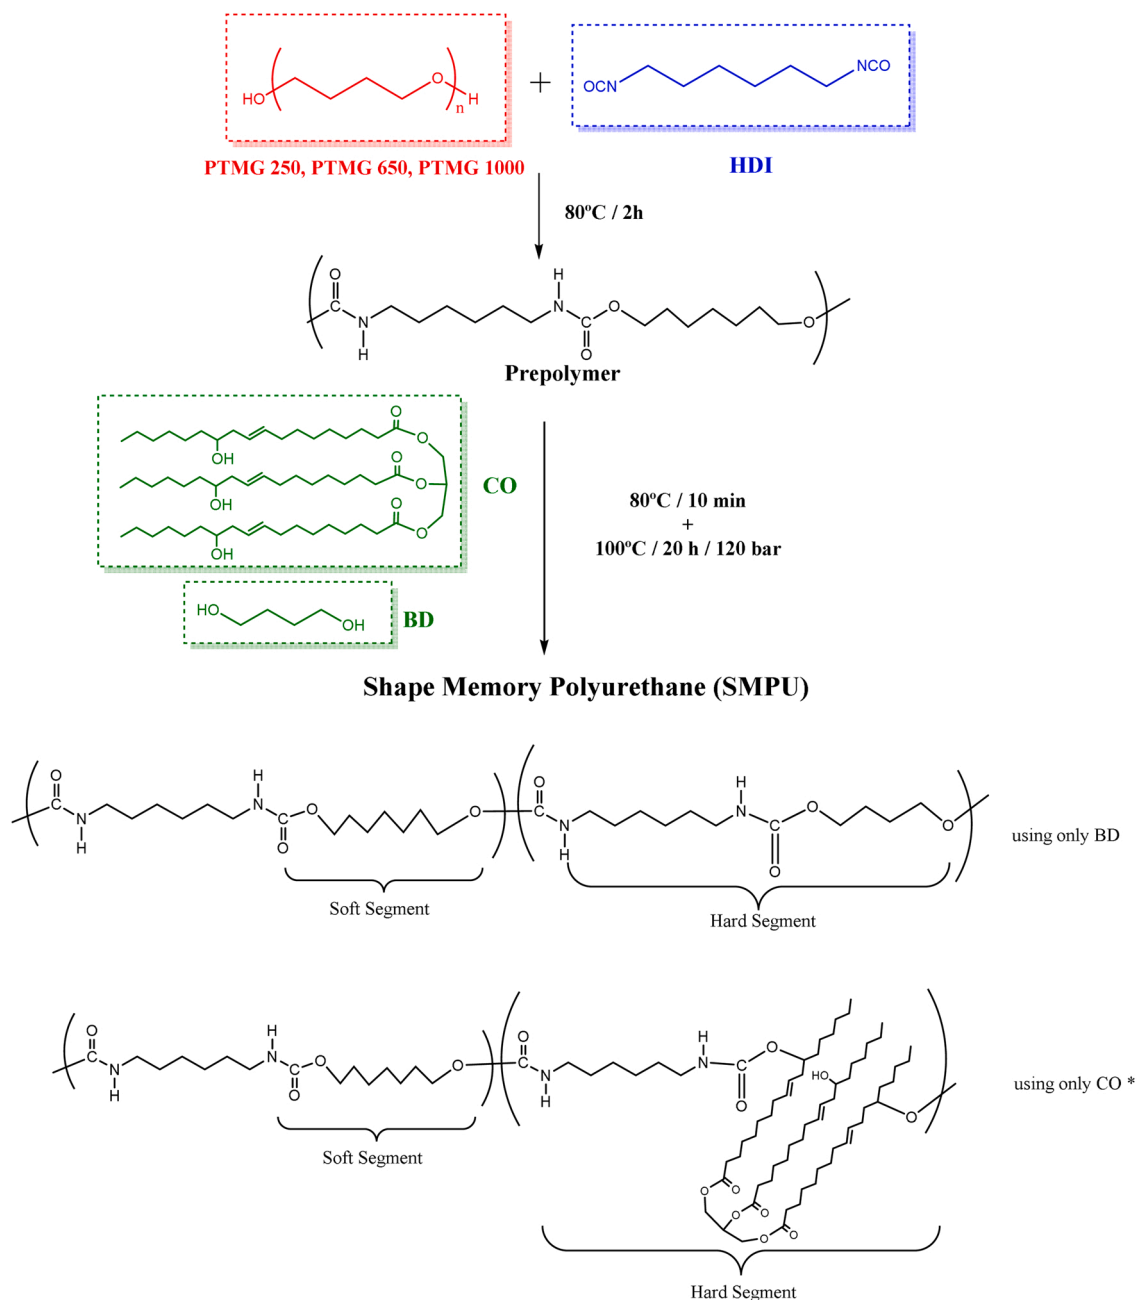 HO
O
n
H
+
OCN
NCO
PTMG 250, PTMG 650, PTMG 1000
HDI
80ºC / 2h
O
C
N
H
H
N
C
O
O
O
Prepolymer
O
O
OH
O
O
OH
O
O
OH
CO
80ºC / 10 min
+
100ºC / 20 h / 120 bar
HO
OH
BD
Shape Memory Polyurethane (SMPU)
O
C
N
H
H
N
C
O
O
O
O
C
N
H
H
N
C
O
O
O
using only BD
Soft Segment
Hard Segment
O
C
N
H
H
N
C
O
O
O
O
C
N
H
H
N
C
O
O
HO
O
using only CO *
Soft Segment
O
O
O
O
O
O
Hard Segment